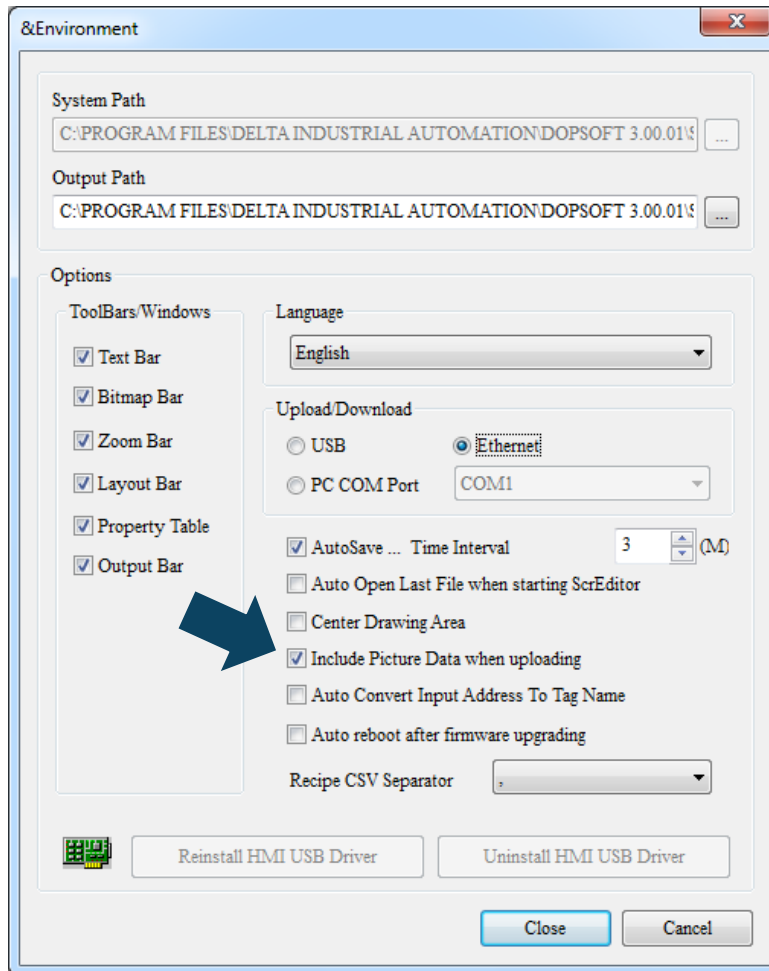 &Environment
System Path
C:\PROGRAM FILES\DELTA INDUSTRIAL AUTOMATION\DOPSOFT 3.00.01\S
...
Output Path
C:\PROGRAM FILES\DELTA INDUSTRIAL AUTOMATION\DOPSOFT 3.00.01\S
...
Options
ToolBars/Windows
Text Bar
Bitmap Bar
Zoom Bar
Layout Bar
Property Table
Output Bar
Language
English
Upload/Download
USB
Ethernet
PC COM Port
COM1
AutoSave ... Time Interval 3 (M)
Auto Open Last File when starting ScrEditor
Center Drawing Area
Include Picture Data when uploading
Auto Convert Input Address To Tag Name
Auto reboot after firmware upgrading
Recipe CSV Separator ,
Reinstall HMI USB Driver
Uninstall HMI USB Driver
Close
Cancel